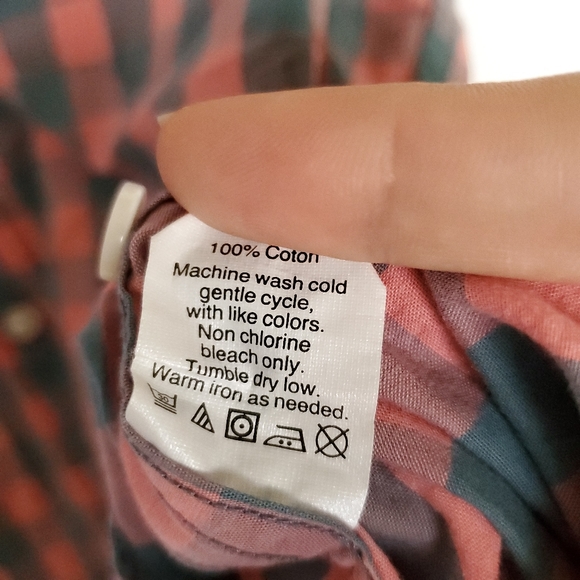 100% Coton
Machine wash cold
gentle cycle,
with like colors.
Non chlorine
bleach only.
Tumble dry low.
Warm iron as needed.
30